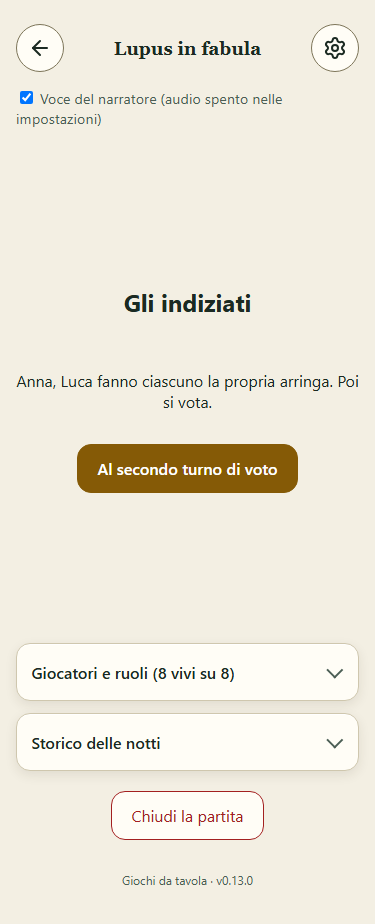 Lupus in fabula
Voce del narratore (audio spento nelle
impostazioni)
Gli indiziati
Anna, Luca fanno ciascuno la propria arringa. Poi
si vota.
Al secondo turno di voto
Giocatori e ruoli (8 vivi su 8)
Storico delle notti
Chiudi la partita
Giochi da tavola · v0.13.0